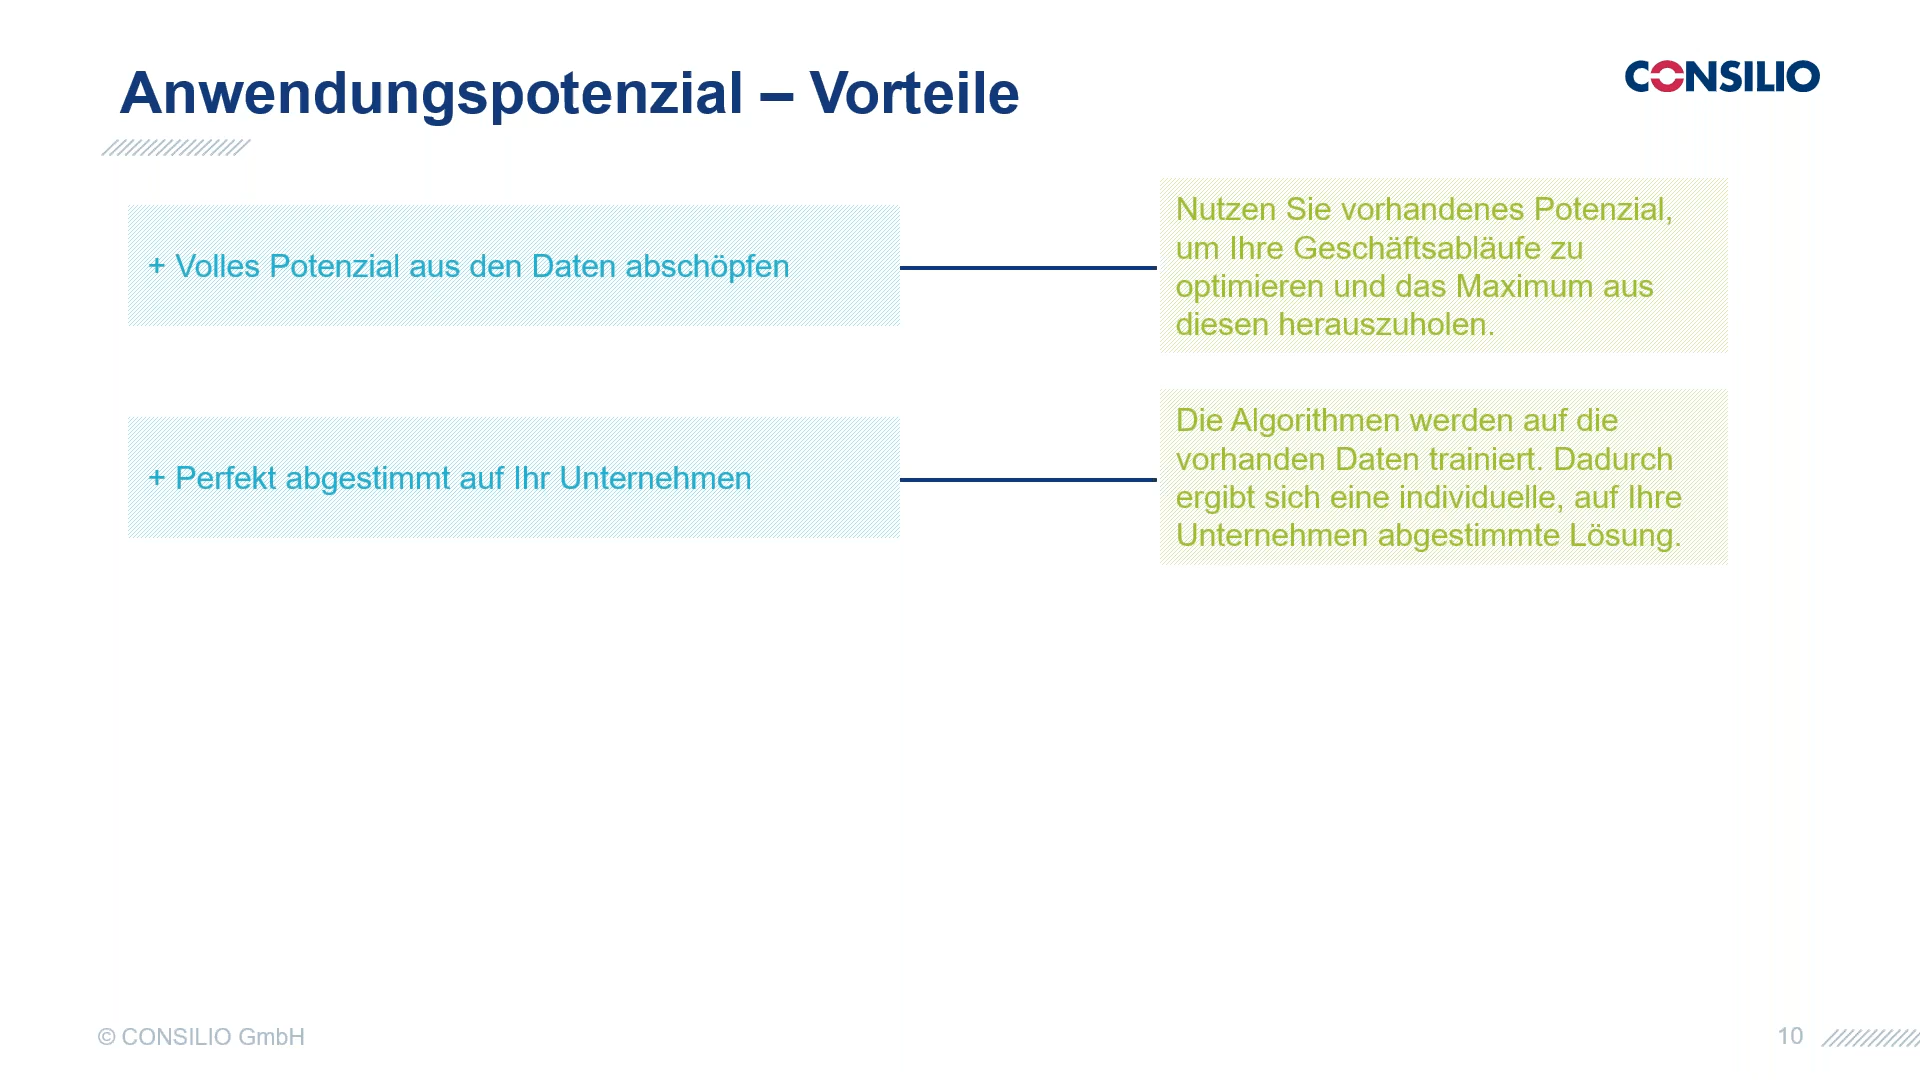 Anwendungspotenzial – Vorteile
CONSILIO
+ Volles Potenzial aus den Daten abschöpfen
Nutzen Sie vorhandenes Potenzial,
um Ihre Geschäftsabläufe zu
optimieren und das Maximum aus
diesen herauszuholen.
+ Perfekt abgestimmt auf Ihr Unternehmen
Die Algorithmen werden auf die
vorhanden Daten trainiert. Dadurch
ergibt sich eine individuelle, auf Ihre
Unternehmen abgestimmte Lösung.
© CONSILIO GmbH
10